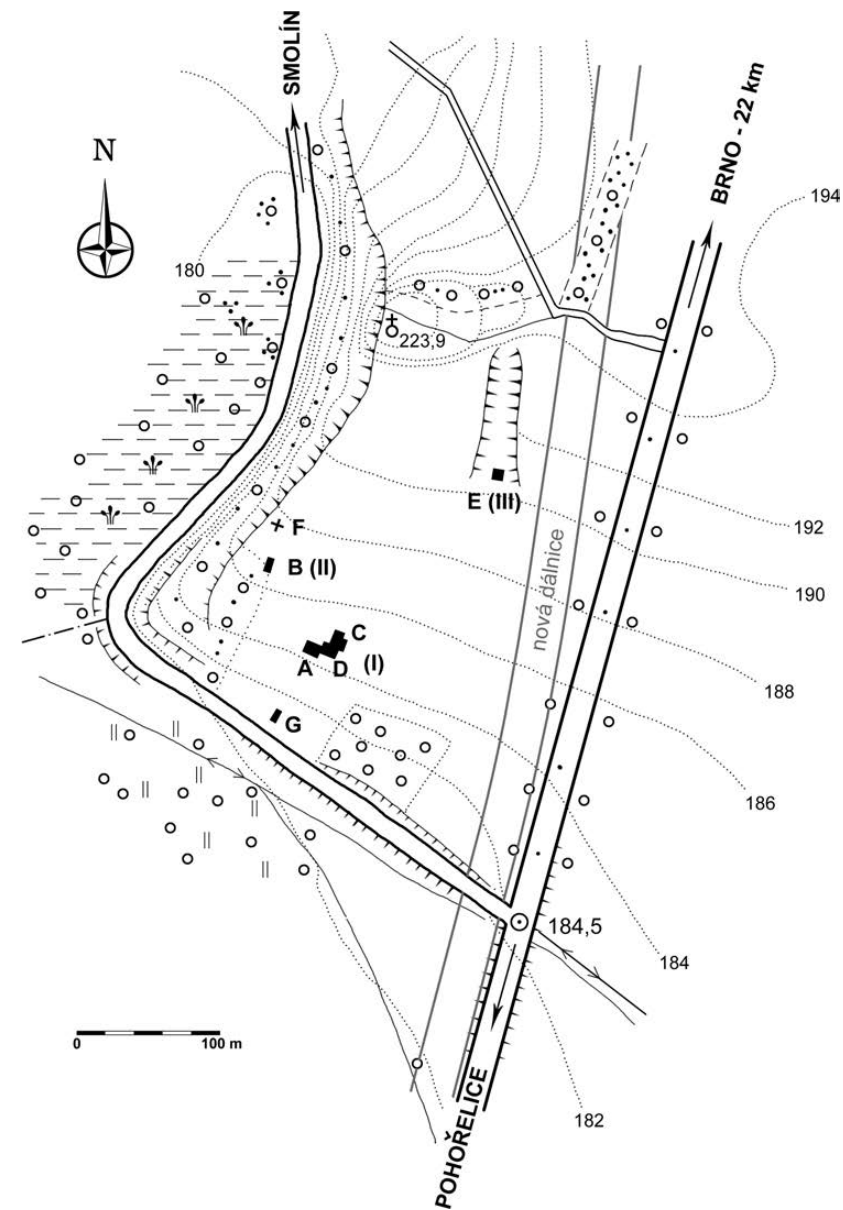 SMOLÍN
BRNO - 22 km
N
194
180
223,9
E (III)
192
F
nová dálnice
B (II)
190
C
A
D
(I)
188
G
186
184,5
184
0
100 m
182
POHOŘELICE